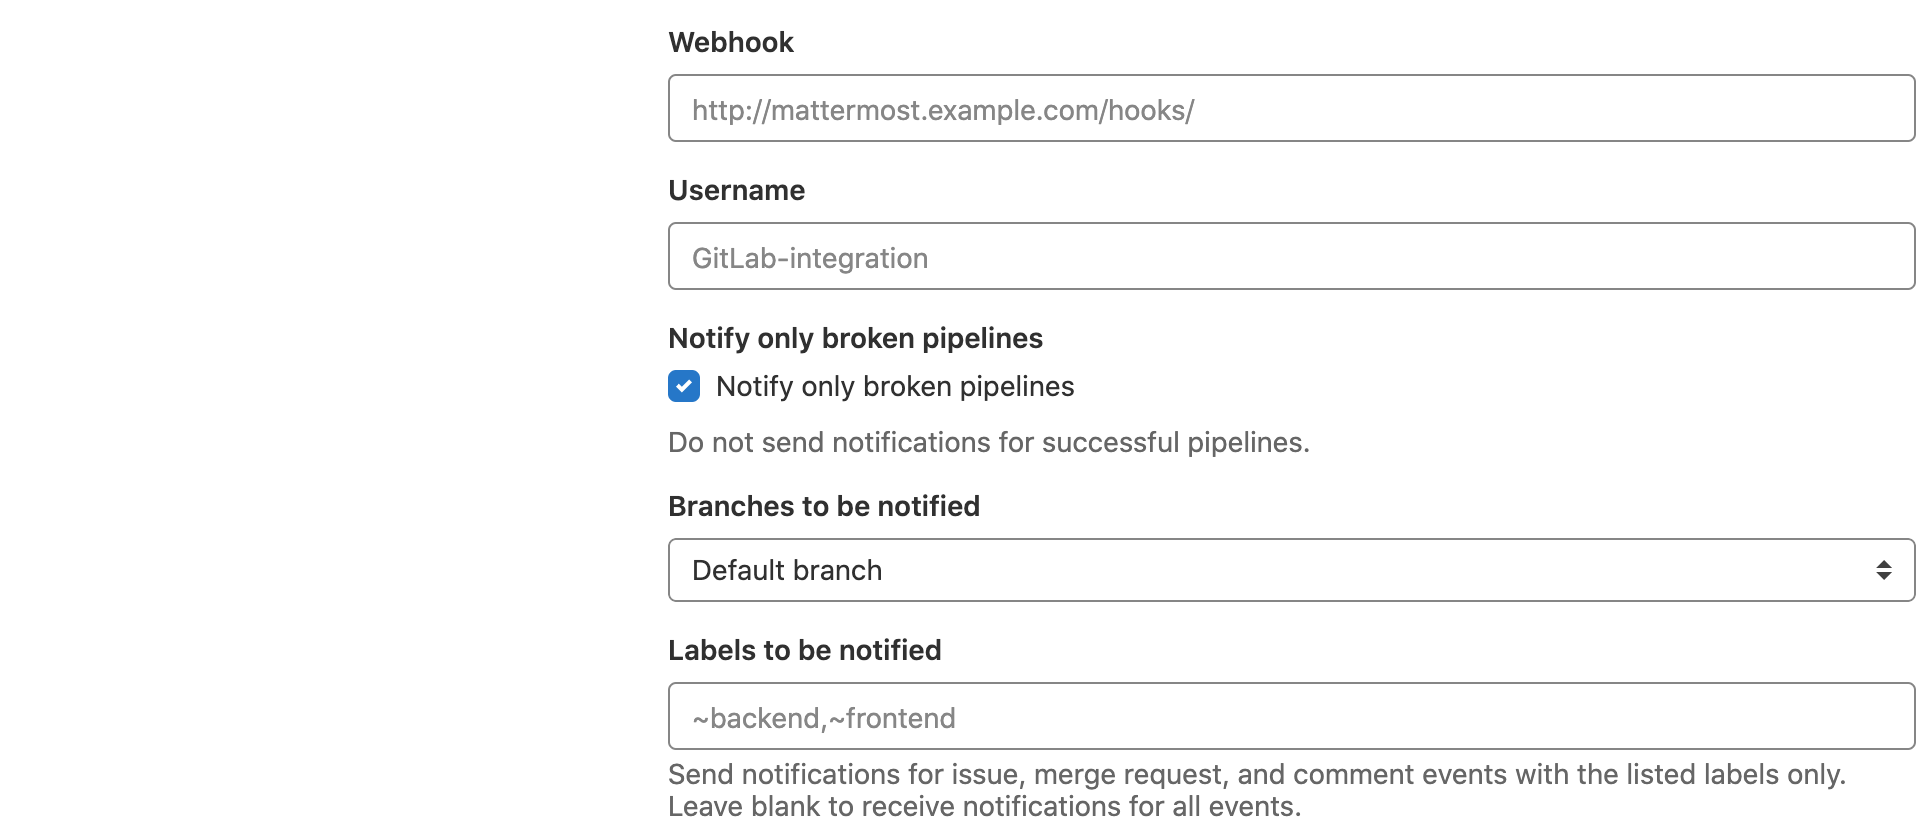 Webhook
http://mattermost.example.com/hooks/
Username
GitLab-integration
Notify only broken pipelines
Notify only broken pipelines
Do not send notifications for successful pipelines.
Branches to be notified
Default branch
Labels to be notified
~backend,~frontend
Send notifications for issue, merge request, and comment events with the listed labels only.
Leave blank to receive notifications for all events.